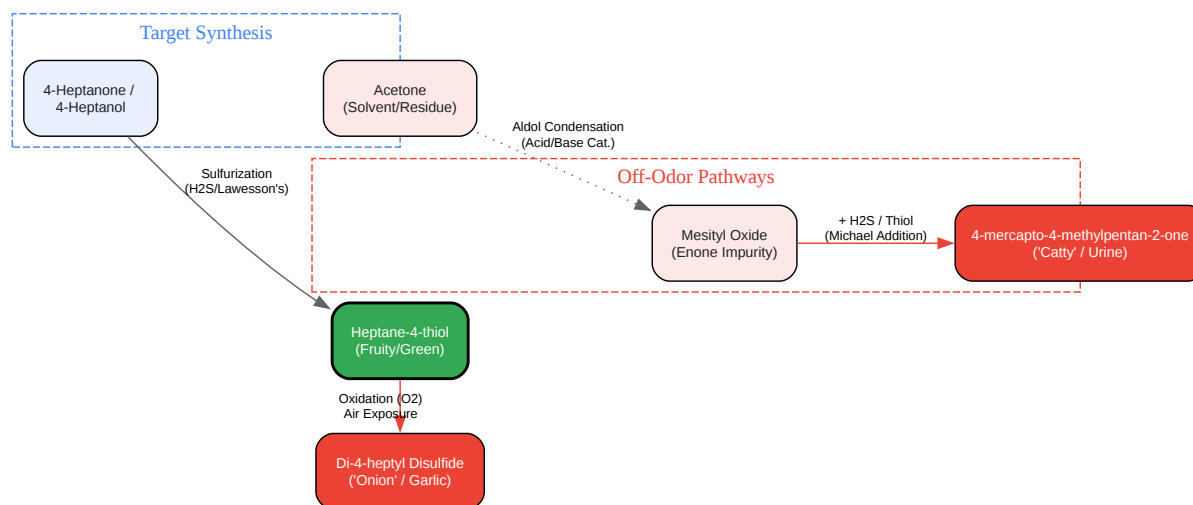 Target Synthesis
4-Heptanone /
4-Heptanol
Acetone
(Solvent/Residue)
Aldol Condensation
(Acid/Base Cat.)
Sulfurization
(H2S/Lawesson's)
Off-Odor Pathways
Mesityl Oxide
(Enone Impurity)
+ H2S / Thiol
(Michael Addition)
4-mercapto-4-methylpentan-2-one
('Catty' / Urine)
Heptane-4-thiol
(Fruity/Green)
Oxidation (O2)
Air Exposure
Di-4-heptyl Disulfide
('Onion' / Garlic)